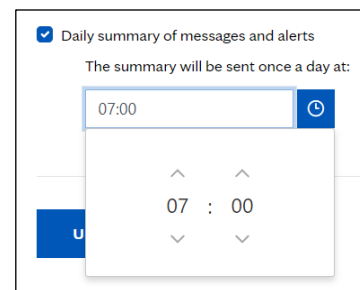 Daily summary of messages and alerts
The summary will be sent once a day at:
07:00
07 : 00
U